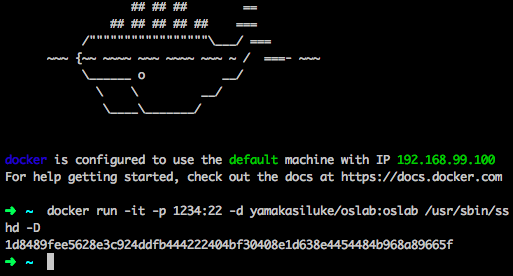 ## ## ##        ==
## ## ## ## ##    ===
/"""""""""""""""""\___/ ===
~~~ {~~ ~~~~ ~~~ ~~~~ ~~~ ~ /  ===- ~~~
\______ o           __/
\    \         __/
\____\_______/
docker is configured to use the default machine with IP 192.168.99.100
For help getting started, check out the docs at https://docs.docker.com
➜ ~ docker run -it -p 1234:22 -d yamakasiluke/oslab:oslab /usr/sbin/ss
hd -D
1d8489fee5628e3c924ddfb444222404bf30408e1d638e4454484b968a89665f
➜ ~